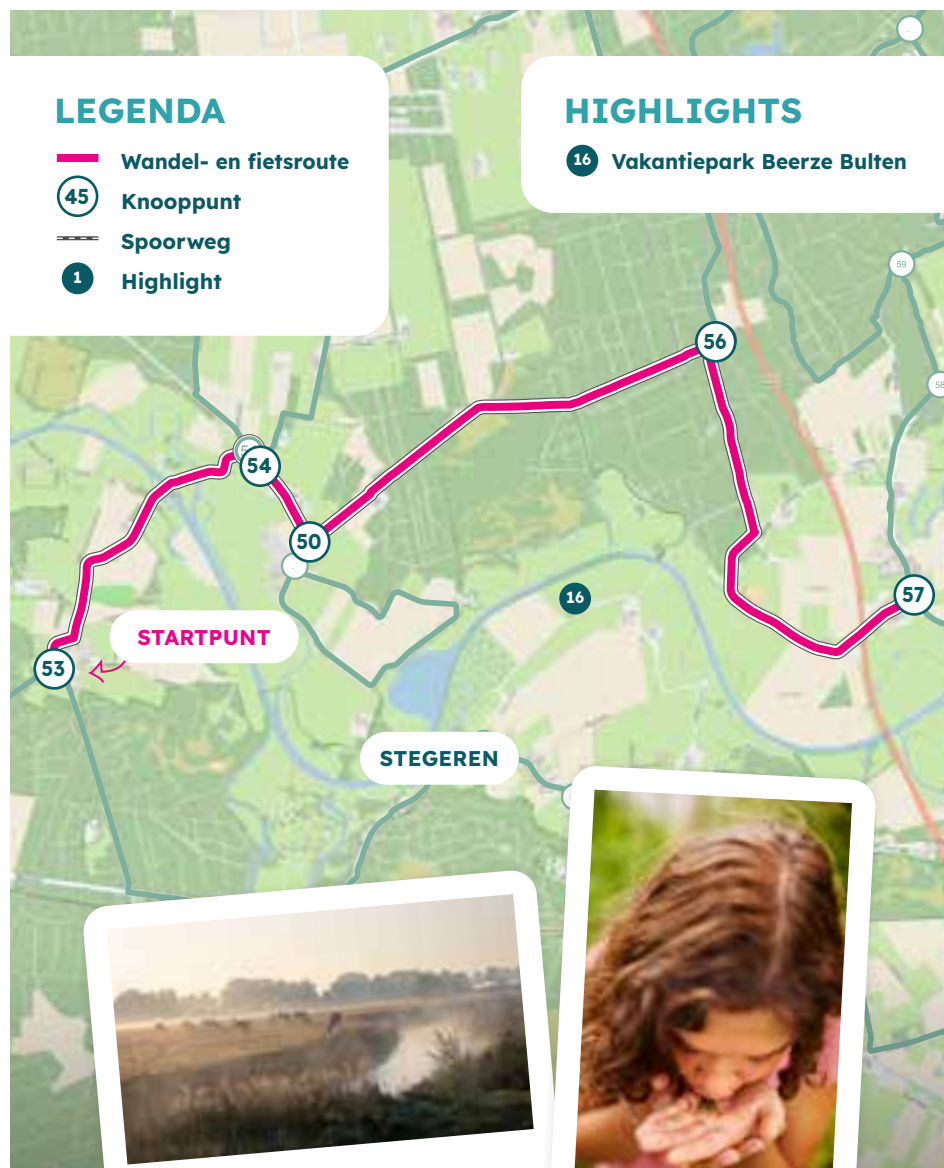 LEGENDA
Wandel- en fietsroute
45 Knooppunt
Spoorweg
1 Highlight
HIGHLIGHTS
16 Vakantiepark Beerze Bulten
59
56
58
54
50
16
57
STARTPUNT
53
STEGEREN